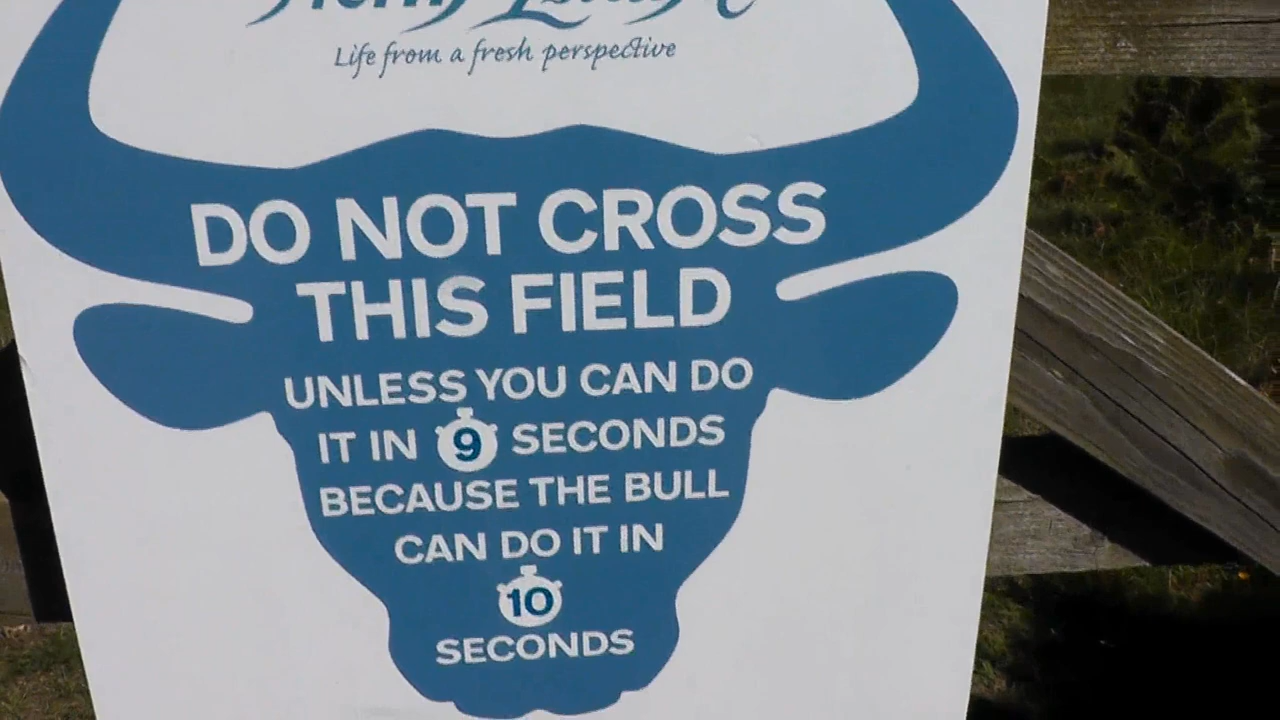 Life from a fresh perspective
DO NOT CROSS
THIS FIELD
UNLESS YOU CAN DO
IT IN 9 SECONDS
BECAUSE THE BULL
CAN DO IT IN
10
SECONDS